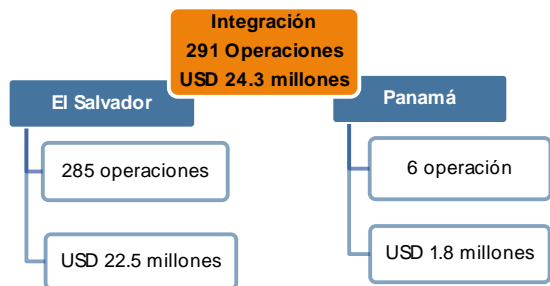 Integración
291 Operaciones
USD 24.3 millones
El Salvador
Panamá
285 operaciones
6 operación
USD 22.5 millones
USD 1.8 millones